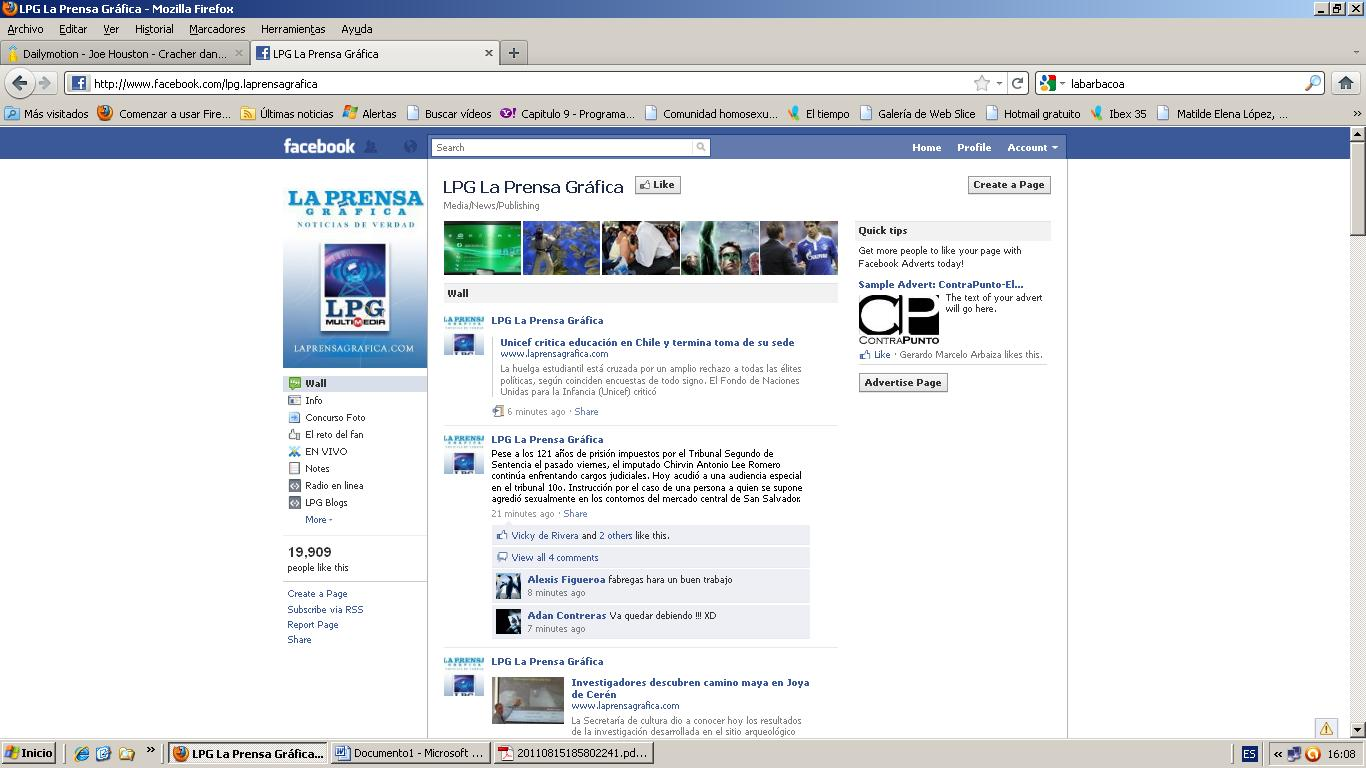 LPG La Prensa Gráfica - Mozilla Firefox
Archivo Editar Ver Historial Marcadores Herramientas Ayuda
Dailymotion - Joe Houston - Cracher dan...
LPG La Prensa Gráfica
http://www.facebook.com/lpg.laprensagrafica
labarbacoa
Más visitados Comenzar a usar Fire... Últimas noticias Alertas Buscar vídeos Capitulo 9 - Programa... Comunidad homosexu... El tiempo Galería de Web Slice Hotmail gratuito Ibex 35 Matilde Elena López, ... »
facebook
Search
Home Profile Account
LA PRENSA
GRÁFICA
NOTICIAS DE VERDAD
LPG
MULTIMEDIA
LAPRENSAGRAFICA.COM
Wall
Info
Concurso Foto
El reto del fan
EN VIVO
Notes
Radio en linea
LPG Blogs
More
19,909
people like this
Create a Page
Subscribe via RSS
Report Page
Share
LPG La Prensa Gráfica Like
Media/News/Publishing
Create a Page
Wall
LPG La Prensa Gráfica
Unicef critica educación en Chile y termina toma de su sede
www.laprensagrafica.com
La huelga estudiantil está cruzada por un amplio rechazo a todas las élites
políticas, según coinciden encuestas de todo signo. El Fondo de Naciones
Unidas para la Infancia (Unicef) criticó
6 minutes ago · Share
LPG La Prensa Gráfica
Pese a los 121 años de prisión impuestos por el Tribunal Segundo de
Sentencia el pasado viernes, el imputado Chirvin Antonio Lee Romero
continúa enfrentando cargos judiciales. Hoy acudió a una audiencia especial
en el tribunal 10o. Instrucción por el caso de una persona a quien se supone
agredió sexualmente en los contornos del mercado central de San Salvador.
21 minutes ago · Share
Vicky de Rivera and 2 others like this.
View all 4 comments
Alexis Figueroa fabregas hara un buen trabajo
8 minutes ago
Adan Contreras Va quedar debiendo !!! XD
7 minutes ago
LPG La Prensa Gráfica
Investigadores descubren camino maya en Joya
de Cerén
www.laprensagrafica.com
La Secretaría de cultura dio a conocer hoy los resultados
de la investigación desarrollada en el sitio arqueológico
Quick tips
Get more people to like your page with
Facebook Adverts today!
Sample Advert: ContraPunto-El...
CP
CONTRAPUNTO
The text of your advert
will go here.
Like · Gerardo Marcelo Arbaiza likes this.
Advertise Page
Inicio » LPG La Prensa Gráfica... Documento1 - Microsoft ... 20110815185802241.pd... ES « 16:08